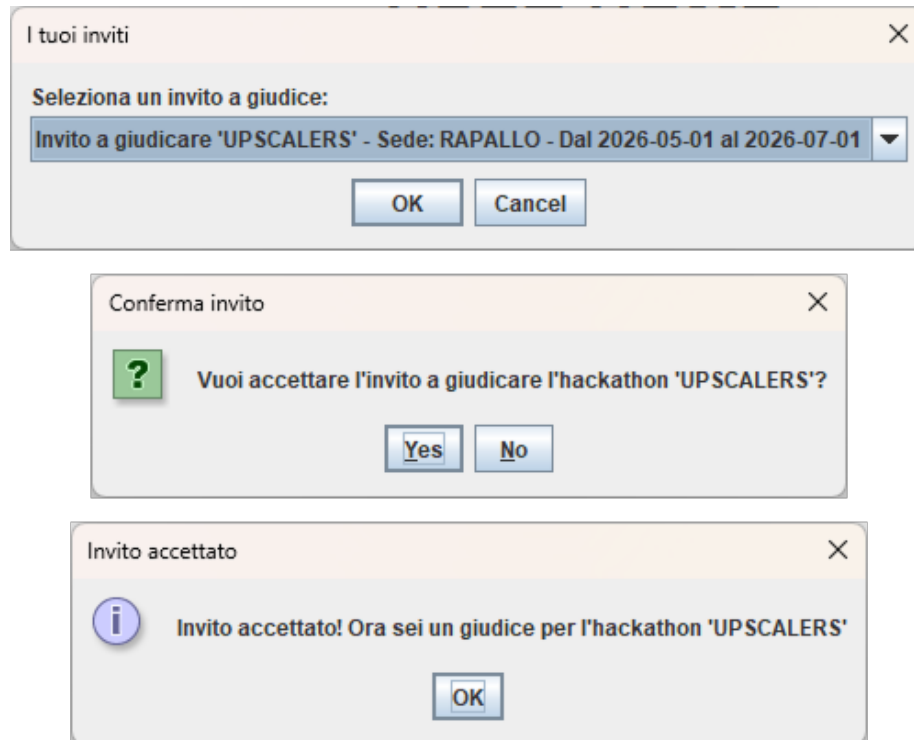 I tuoi inviti
Seleziona un invito a giudice:
Invito a giudicare 'UPSCALERS' - Sede: RAPALLO - Dal 2026-05-01 al 2026-07-01
OK Cancel
Conferma invito
?
Vuoi accettare l'invito a giudicare l'hackathon 'UPSCALERS'?
Yes No
Invito accettato
i
Invito accettato! Ora sei un giudice per l'hackathon 'UPSCALERS'
OK